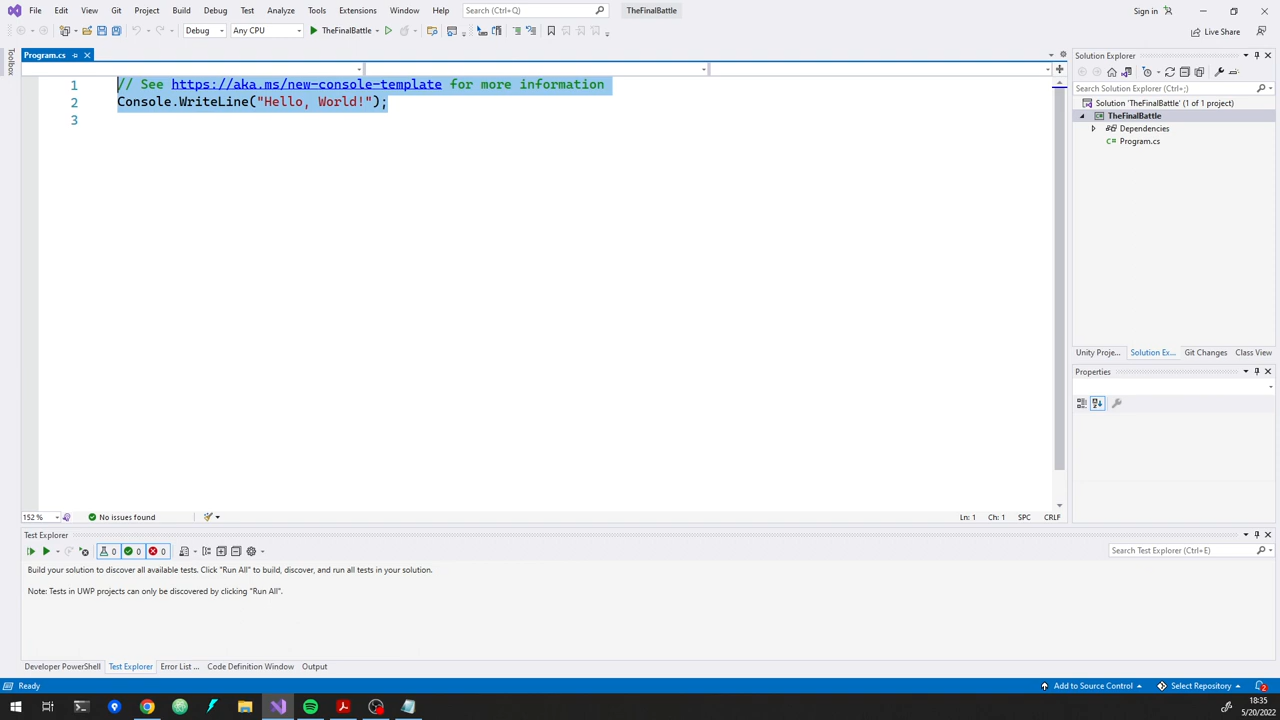 File Edit View Git Project Build Debug Test Analyze Tools Extensions Window Help Search (Ctrl+Q) TheFinalBattle Sign in
Debug Any CPU TheFinalBattle Live Share
Program.cs
Toolbox
1 // See https://aka.ms/new-console-template for more information
2 Console.WriteLine("Hello, World!");
3
152 % No issues found Ln: 1 Ch: 1 SPC CRLF
Solution Explorer
Search Solution Explorer (Ctrl+;)
Solution 'TheFinalBattle' (1 of 1 project)
TheFinalBattle
Dependencies
C# Program.cs
Unity Proje... Solution Ex... Git Changes Class View
Properties
Test Explorer
0 0 0 Search Test Explorer (Ctrl+E)
Build your solution to discover all available tests. Click "Run All" to build, discover, and run all tests in your solution.
Note: Tests in UWP projects can only be discovered by clicking "Run All".
Developer PowerShell Test Explorer Error List ... Code Definition Window Output
Ready Add to Source Control Select Repository 2
18:35
5/20/2022